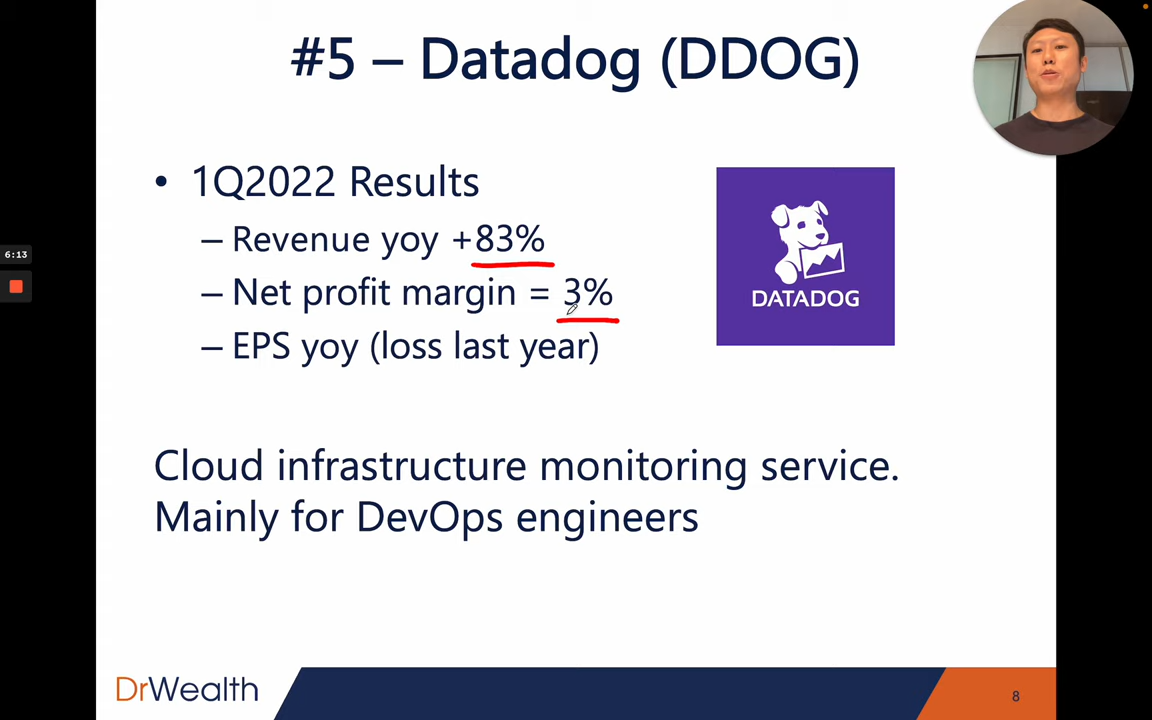 #5 – Datadog (DDOG)
• 1Q2022 Results
– Revenue yoy +83%
– Net profit margin = 3%
– EPS yoy (loss last year)
DATADOG
6:13
Cloud infrastructure monitoring service.
Mainly for DevOps engineers
DrWealth
8